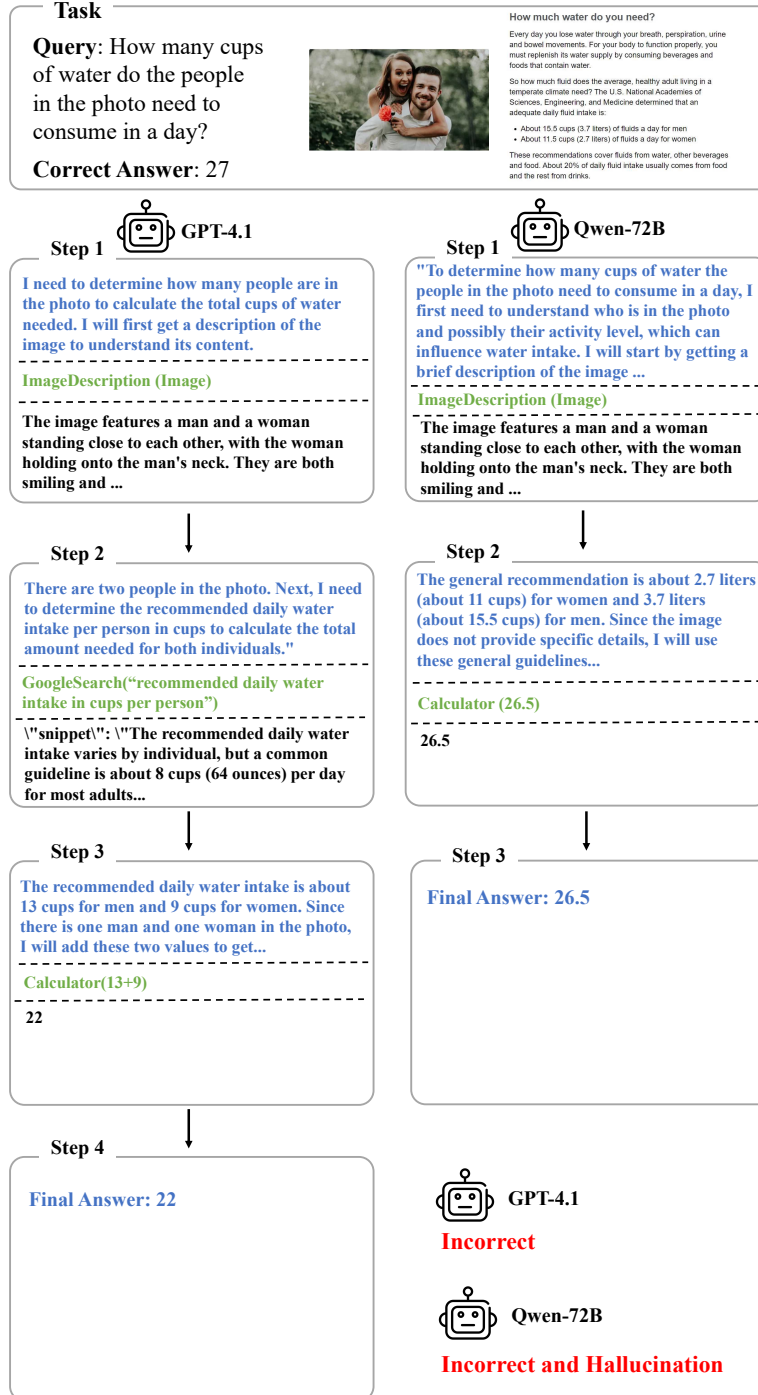 Task
Query: How many cups
of water do the people
in the photo need to
consume in a day?
Correct Answer: 27
How much water do you need?
Every day you lose water through your breath, perspiration, urine
and bowel movements. For your body to function properly, you
must replenish its water supply by consuming beverages and
foods that contain water.
So how much fluid does the average, healthy adult living in a
temperate climate need? The U.S. National Academies of
Sciences, Engineering, and Medicine determined that an
adequate daily fluid intake is:
• About 15.5 cups (3.7 liters) of fluids a day for men
• About 11.5 cups (2.7 liters) of fluids a day for women
These recommendations cover fluids from water, other beverages
and food. About 20% of daily fluid intake usually comes from food
and the rest from drinks.
GPT-4.1
Step 1
I need to determine how many people are in
the photo to calculate the total cups of water
needed. I will first get a description of the
image to understand its content.
ImageDescription (Image)
The image features a man and a woman
standing close to each other, with the woman
holding onto the man's neck. They are both
smiling and ...
Step 2
There are two people in the photo. Next, I need
to determine the recommended daily water
intake per person in cups to calculate the total
amount needed for both individuals."
GoogleSearch(“recommended daily water
intake in cups per person”)
\"snippet\": \"The recommended daily water
intake varies by individual, but a common
guideline is about 8 cups (64 ounces) per day
for most adults...
Step 3
The recommended daily water intake is about
13 cups for men and 9 cups for women. Since
there is one man and one woman in the photo,
I will add these two values to get...
Calculator(13+9)
22
Step 4
Final Answer: 22
Qwen-72B
Step 1
"To determine how many cups of water the
people in the photo need to consume in a day, I
first need to understand who is in the photo
and possibly their activity level, which can
influence water intake. I will start by getting a
brief description of the image ...
ImageDescription (Image)
The image features a man and a woman
standing close to each other, with the woman
holding onto the man's neck. They are both
smiling and ...
Step 2
The general recommendation is about 2.7 liters
(about 11 cups) for women and 3.7 liters
(about 15.5 cups) for men. Since the image
does not provide specific details, I will use
these general guidelines...
Calculator (26.5)
26.5
Step 3
Final Answer: 26.5
GPT-4.1
Incorrect
Qwen-72B
Incorrect and Hallucination